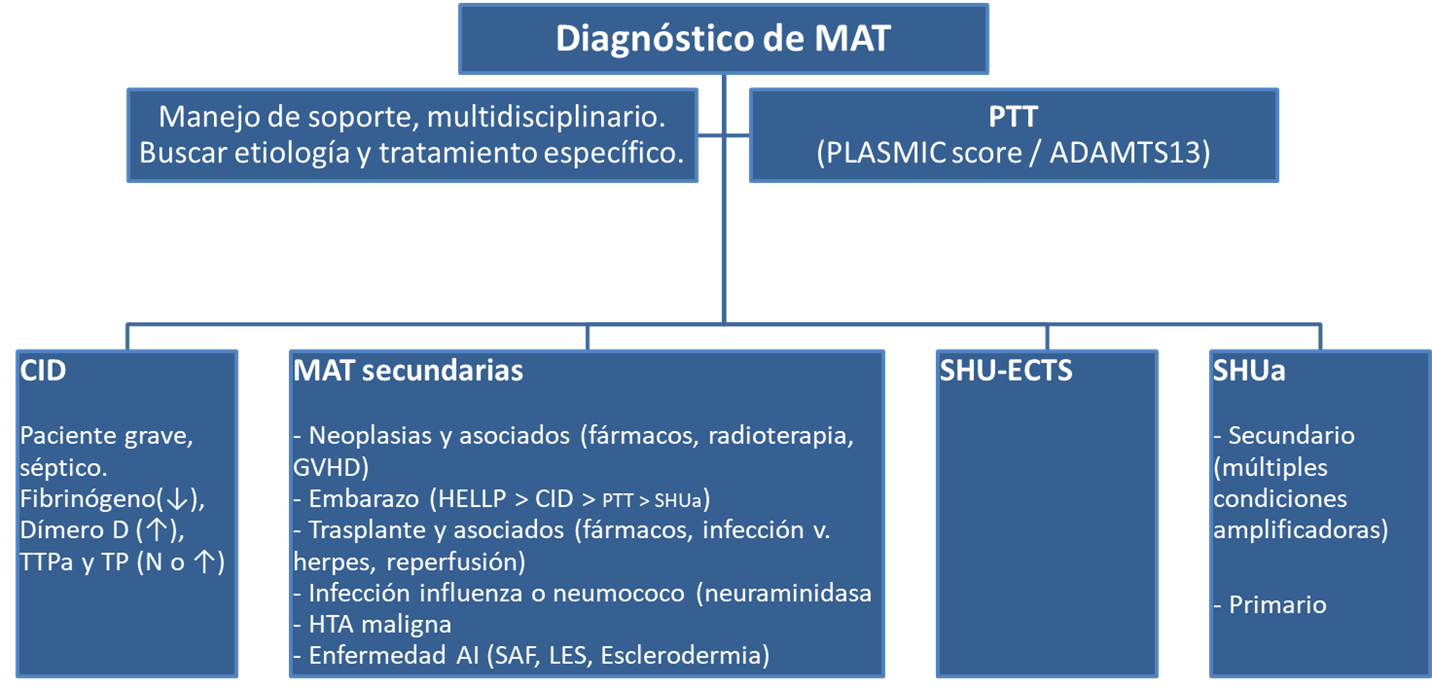 Diagnóstico de MAT
Manejo de soporte, multidisciplinario.
Buscar etiología y tratamiento específico.
PTT
(PLASMIC score / ADAMTS13)
CID
Paciente grave,
séptico.
Fibrinógeno(↓),
Dímero D (↑),
TTPa y TP (N o ↑)
MAT secundarias
- Neoplasias y asociados (fármacos, radioterapia,
GVHD)
- Embarazo (HELLP > CID > PTT > SHUa)
- Trasplante y asociados (fármacos, infección v.
herpes, reperfusión)
- Infección influenza o neumococo (neuraminidasa
- HTA maligna
- Enfermedad AI (SAF, LES, Esclerodermia)
SHU-ECTS
SHUa
- Secundario
(múltiples
condiciones
amplificadoras)
- Primario